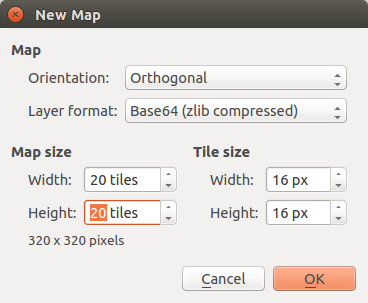 New Map
Map
Orientation: Orthogonal
Layer format: Base64 (zlib compressed)
Map size Tile size
Width: 20 tiles Width: 16 px
Height: 20 tiles Height: 16 px
320 x 320 pixels
Cancel OK